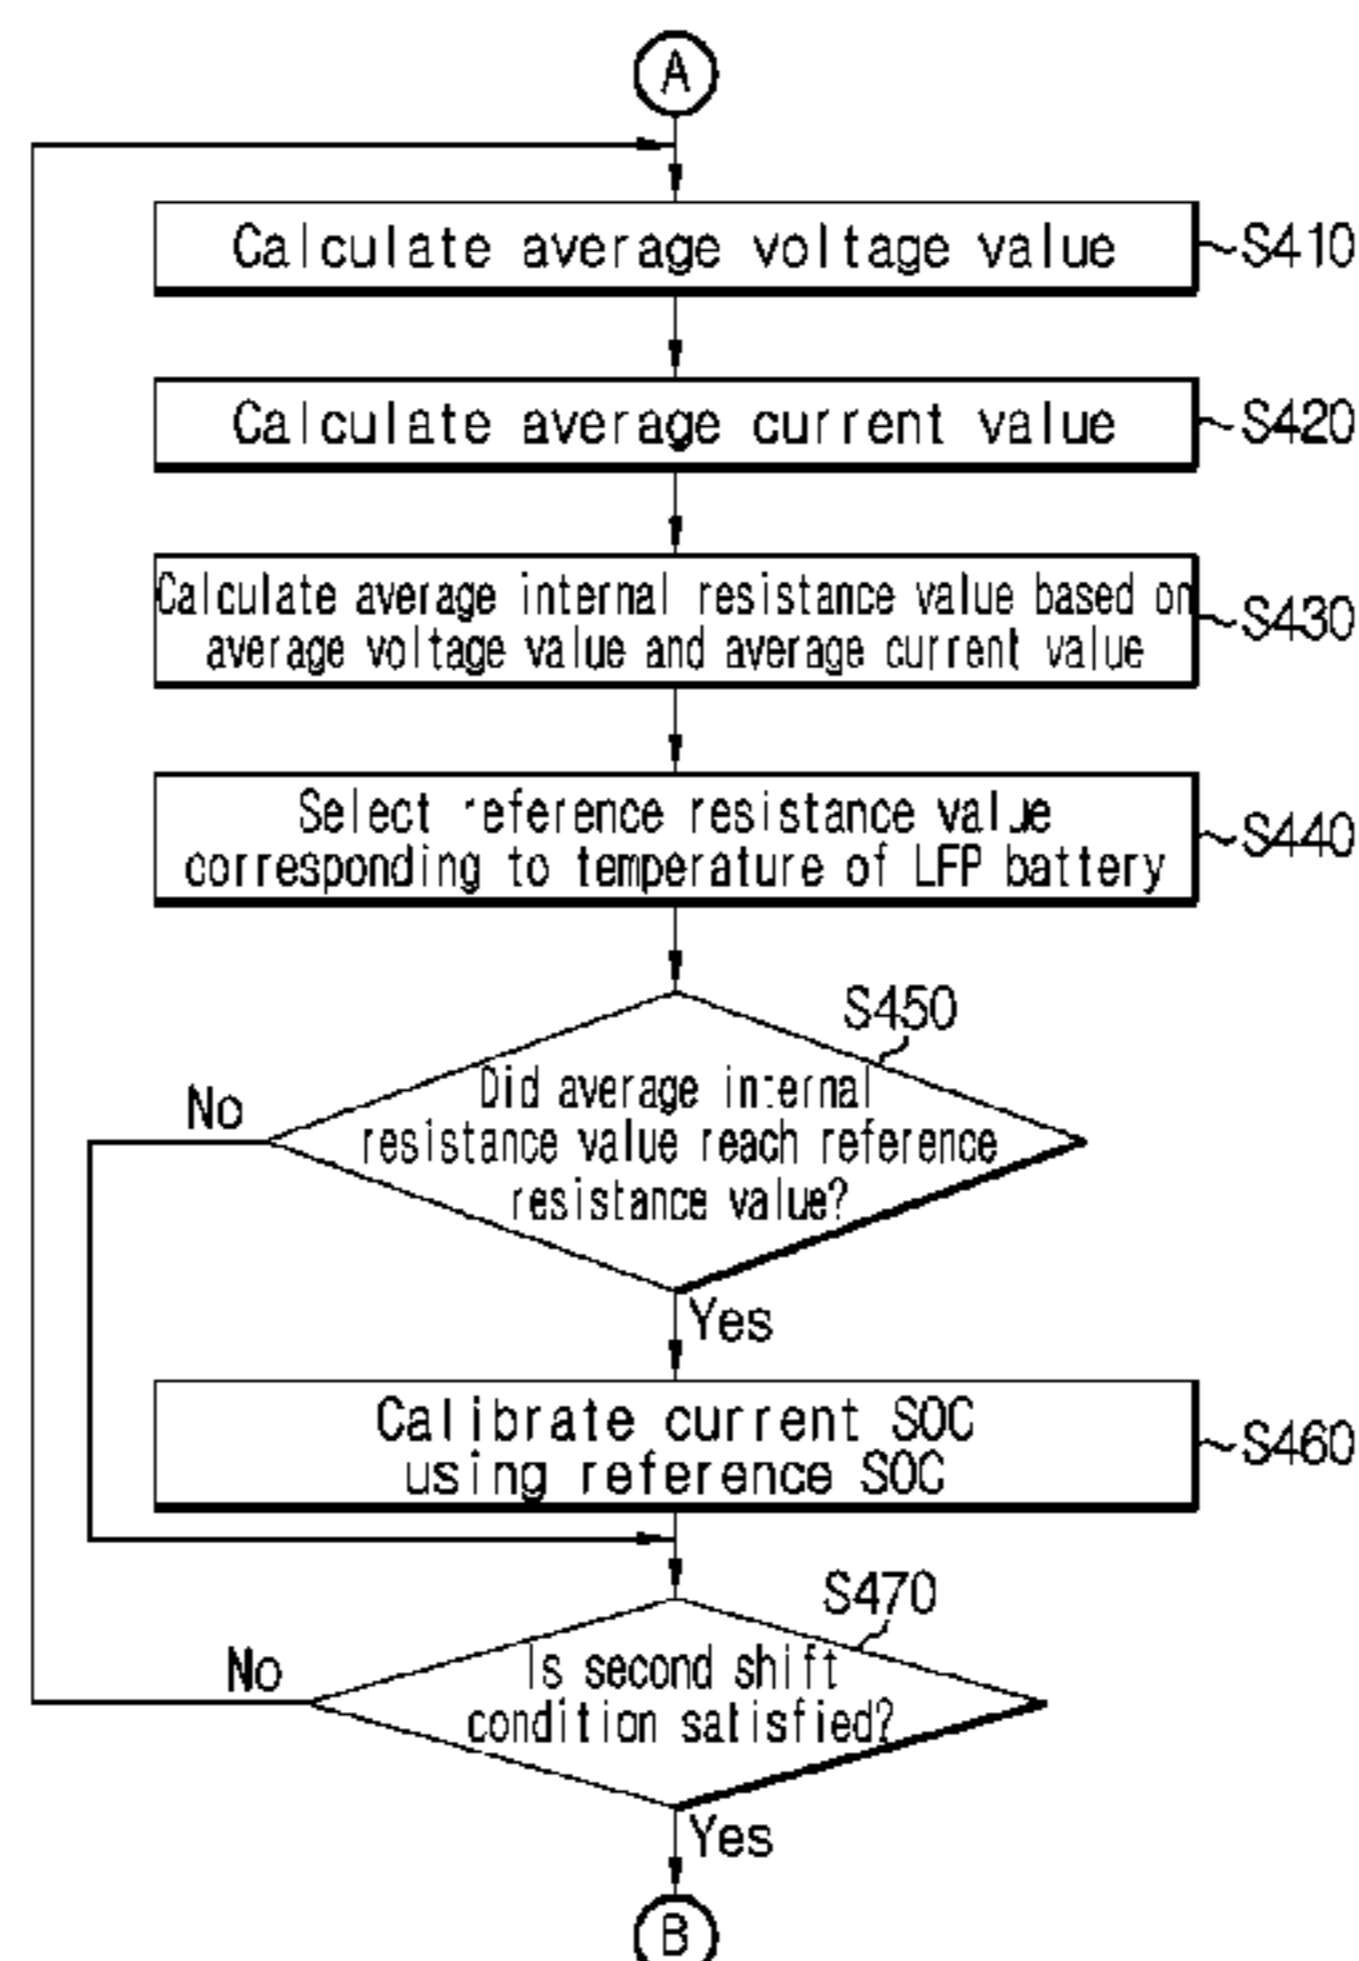 A
Calculate average voltage value
S410
Calculate average current value
S420
Calculate average internal resistance value based on
average voltage value and average current value
S430
Select reference resistance value
corresponding to temperature of LFP battery
S440
S450
Did average internal
resistance value reach reference
resistance value?
No
Yes
Calibrate current SOC
using reference SOC
S460
S470
Is second shift
condition satisfied?
No
Yes
B